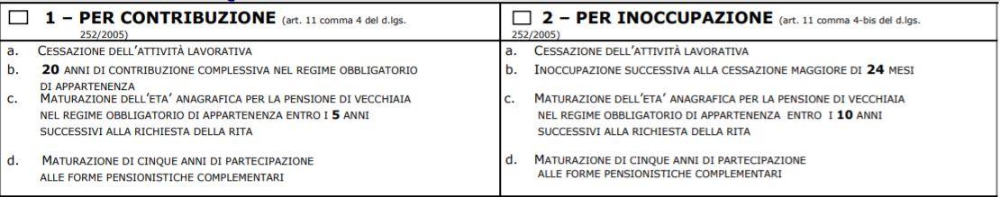 1 – PER CONTRIBUZIONE (art. 11 comma 4 del d.lgs.
252/2005)
a. CESSAZIONE DELL'ATTIVITÀ LAVORATIVA
b. 20 ANNI DI CONTRIBUZIONE COMPLESSIVA NEL REGIME OBBLIGATORIO
DI APPARTENENZA
c. MATURAZIONE DELL'ETA' ANAGRAFICA PER LA PENSIONE DI VECCHIAIA
NEL REGIME OBBLIGATORIO DI APPARTENENZA ENTRO I 5 ANNI
SUCCESSIVI ALLA RICHIESTA DELLA RITA
d. MATURAZIONE DI CINQUE ANNI DI PARTECIPAZIONE
ALLE FORME PENSIONISTICHE COMPLEMENTARI
2 – PER INOCCUPAZIONE (art. 11 comma 4-bis del d.lgs.
252/2005)
a. CESSAZIONE DELL'ATTIVITÀ LAVORATIVA
b. INOCCUPAZIONE SUCCESSIVA ALLA CESSAZIONE MAGGIORE DI 24 MESI
c. MATURAZIONE DELL'ETA' ANAGRAFICA PER LA PENSIONE DI VECCHIAIA
NEL REGIME OBBLIGATORIO DI APPARTENENZA ENTRO I 10 ANNI
SUCCESSIVI ALLA RICHIESTA DELLA RITA
d. MATURAZIONE DI CINQUE ANNI DI PARTECIPAZIONE
ALLE FORME PENSIONISTICHE COMPLEMENTARI